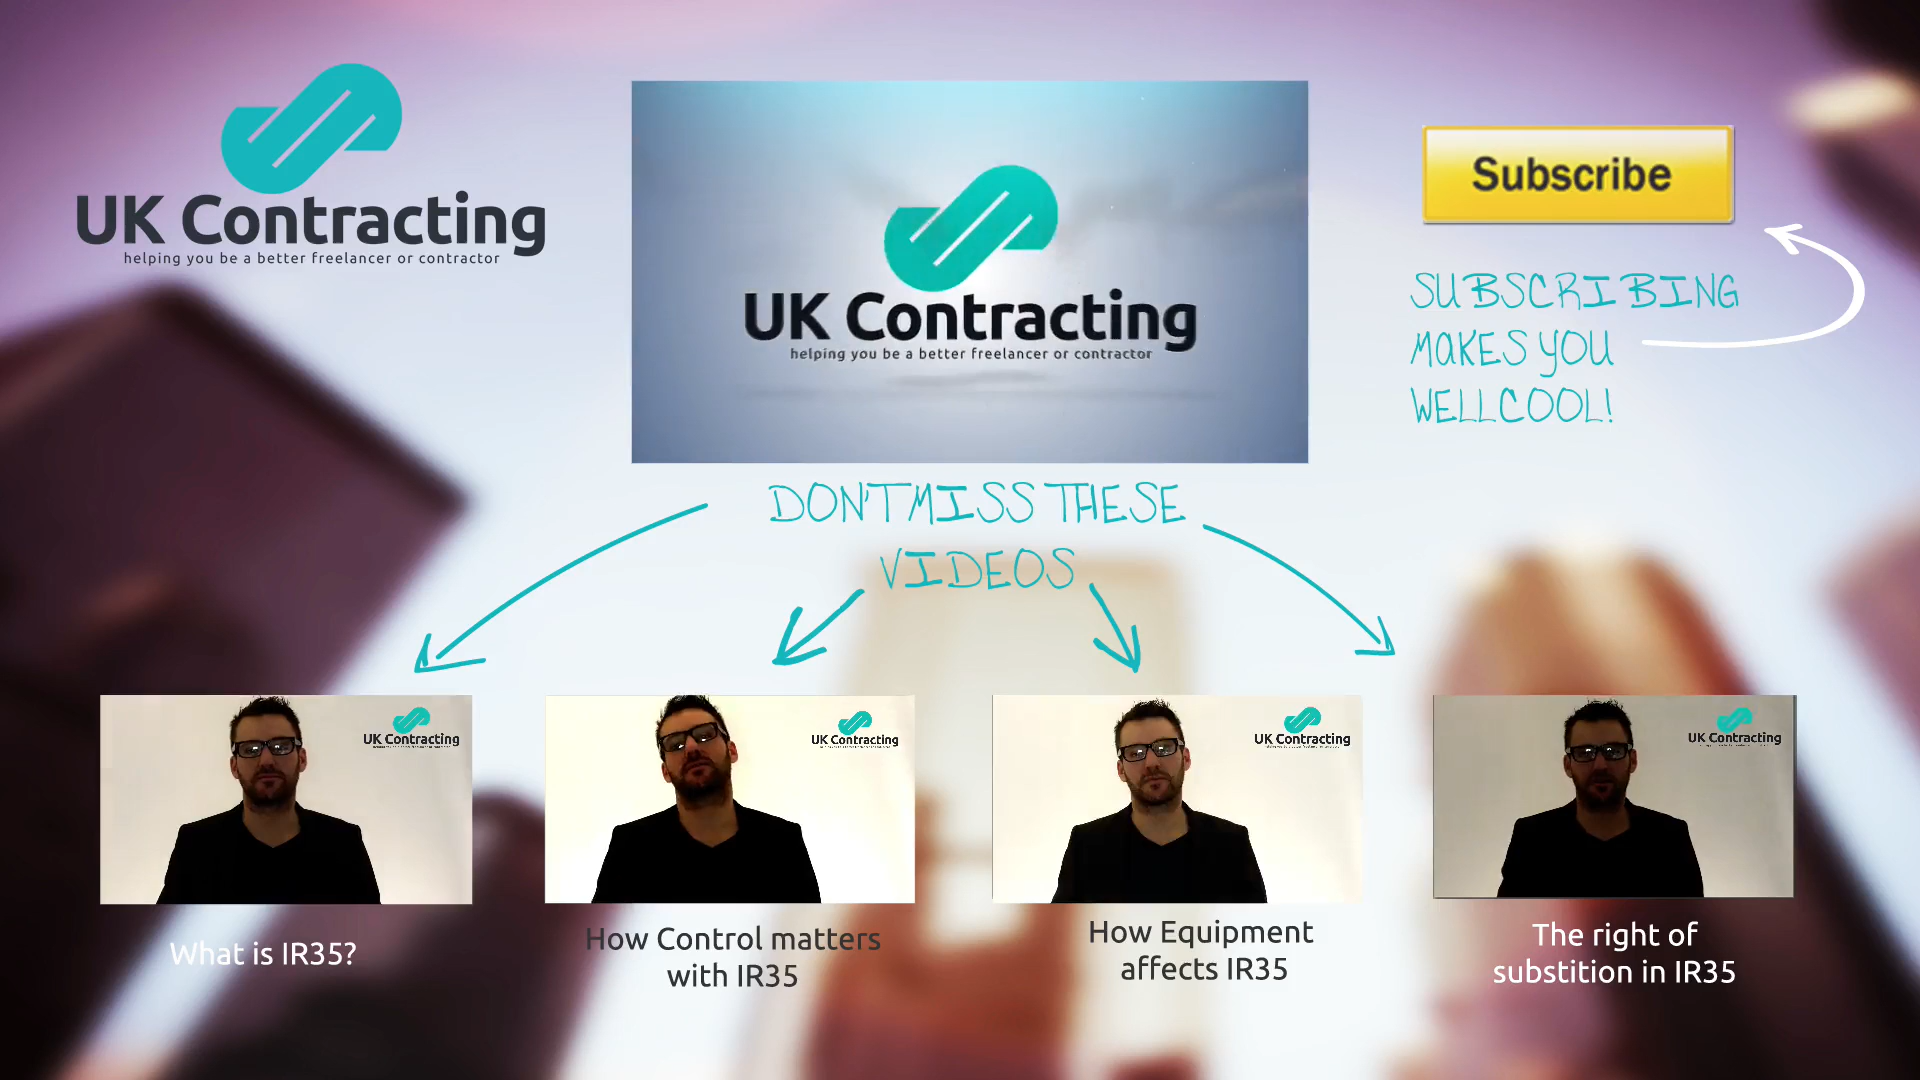 UK Contracting
helping you be a better freelancer or contractor
UK Contracting
helping you be a better freelancer or contractor
Subscribe
SUBSCRIBING
MAKES YOU
WELLCOOL!
DON'T MISS THESE
VIDEOS
UK Contracting
UK Contracting
UK Contracting
UK Contracting
What is IR35?
How Control matters
with IR35
How Equipment
affects IR35
The right of
substition in IR35